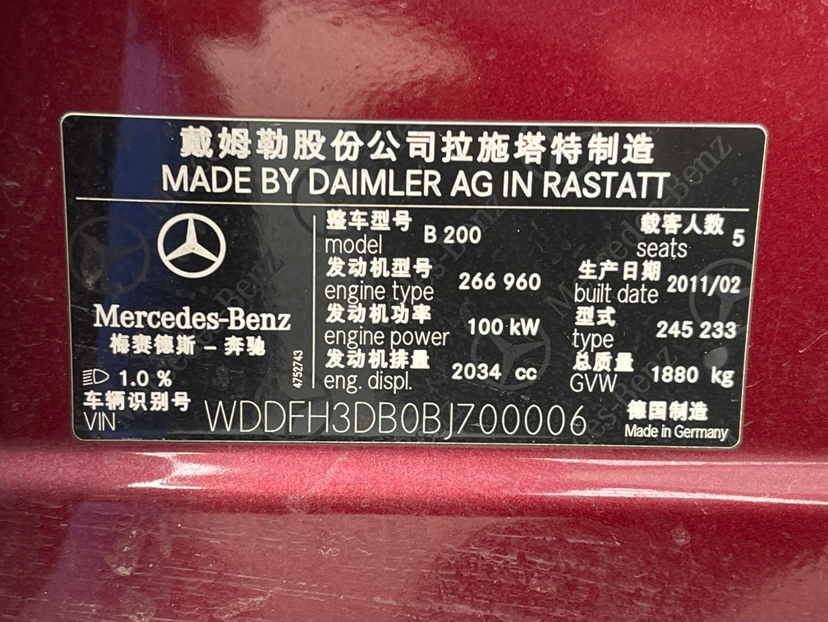 戴姆勒股份公司拉施塔特制造
MADE BY DAIMLER AG IN RASTATT
Mercedes-Benz
梅赛德斯－奔驰
1.0 %
4752743
整车型号
model B 200
载客人数
seats 5
发动机型号
engine type 266 960
生产日期
built date 2011/02
发动机功率
engine power 100 kW
型式
type 245 233
发动机排量
eng. displ. 2034 cc
总质量
GVW 1880 kg
车辆识别号
VIN WDDFH3DB0BJ700006
德国制造
Made in Germany
Mercedes-Benz